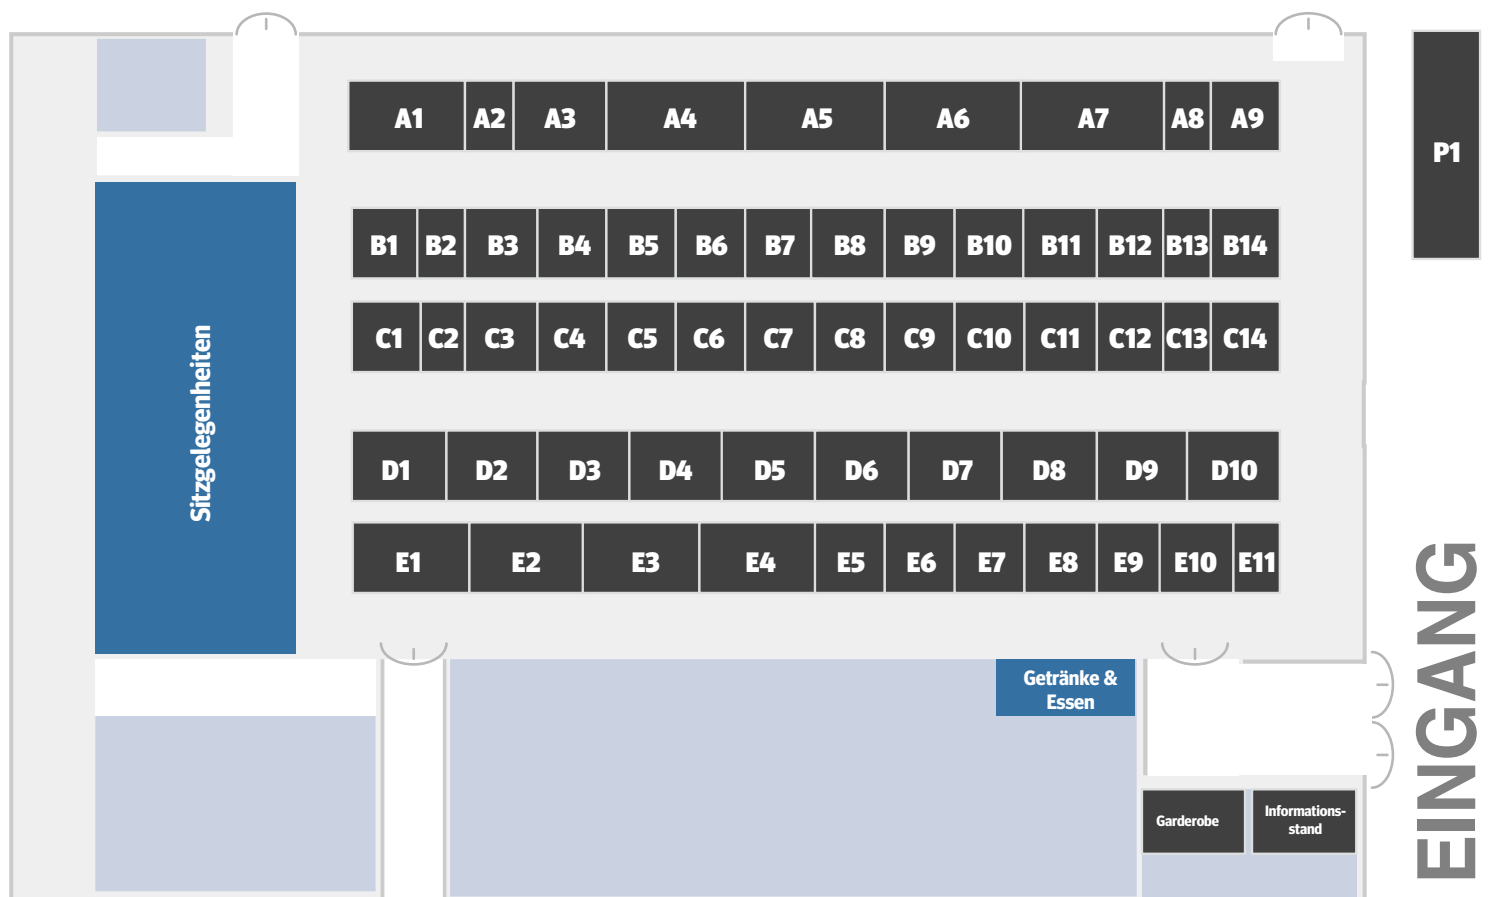 A1 A2 A3 A4 A5 A6 A7 A8 A9
P1
B1 B2 B3 B4 B5 B6 B7 B8 B9 B10 B11 B12 B13 B14
C1 C2 C3 C4 C5 C6 C7 C8 C9 C10 C11 C12 C13 C14
Sitzgelegenheiten
D1 D2 D3 D4 D5 D6 D7 D8 D9 D10
E1 E2 E3 E4 E5 E6 E7 E8 E9 E10 E11
Getränke &
Essen
EINGANG
Garderobe
Informations-
stand